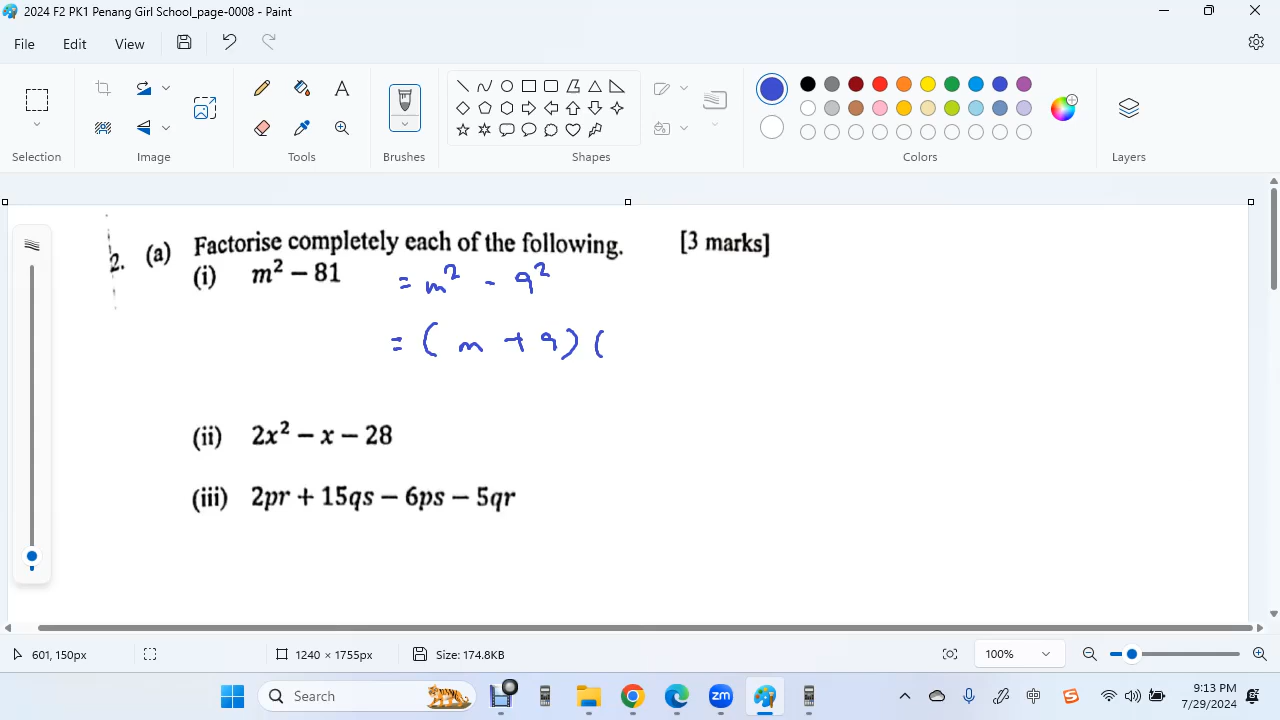 2024 F2 PK1 Penang Girl School_page-0008 - Paint
File Edit View
Selection Image Tools Brushes Shapes Colors Layers
2. (a) Factorise completely each of the following. [3 marks]
(i) m² − 81 = m² - 9²
= (m + 9)(
(ii) 2x² − x − 28
(iii) 2pr + 15qs − 6ps − 5qr
601, 150px 1240 × 1755px Size: 174.8KB 100%
Search zm 中 S 9:13 PM
7/29/2024